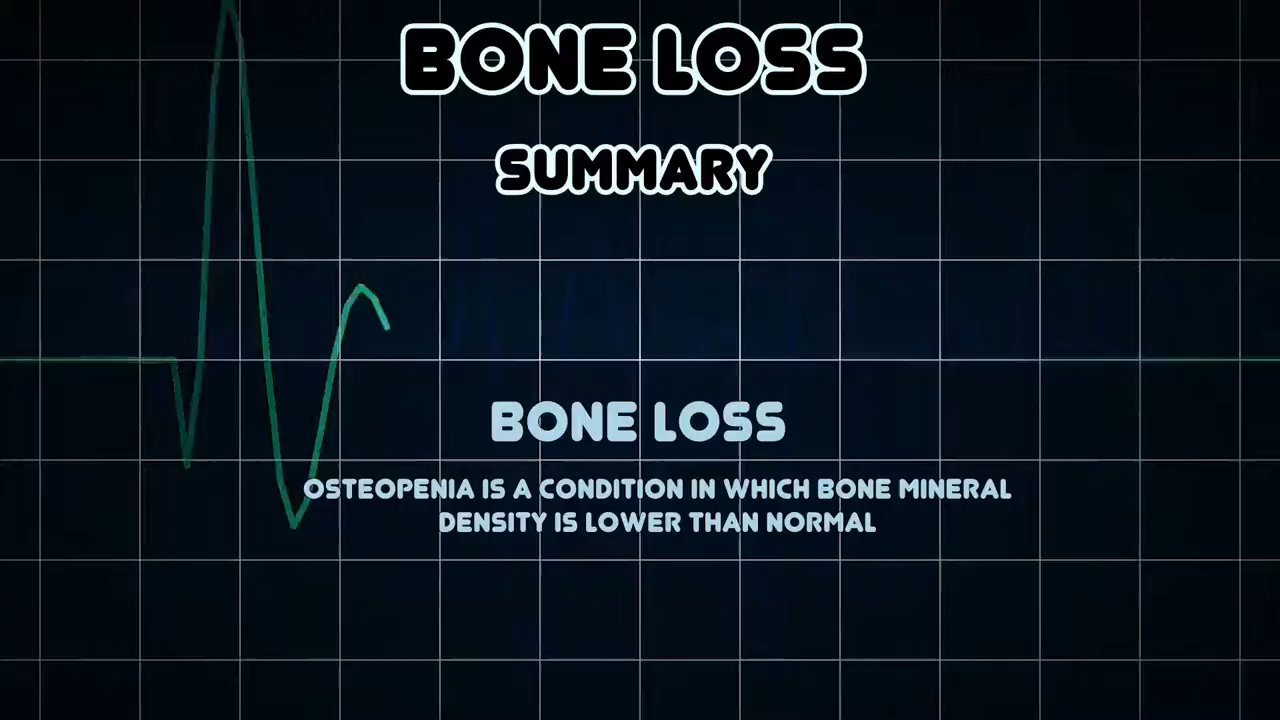 BONE LOSS
SUMMARY
BONE LOSS
OSTEOPENIA IS A CONDITION IN WHICH BONE MINERAL
DENSITY IS LOWER THAN NORMAL